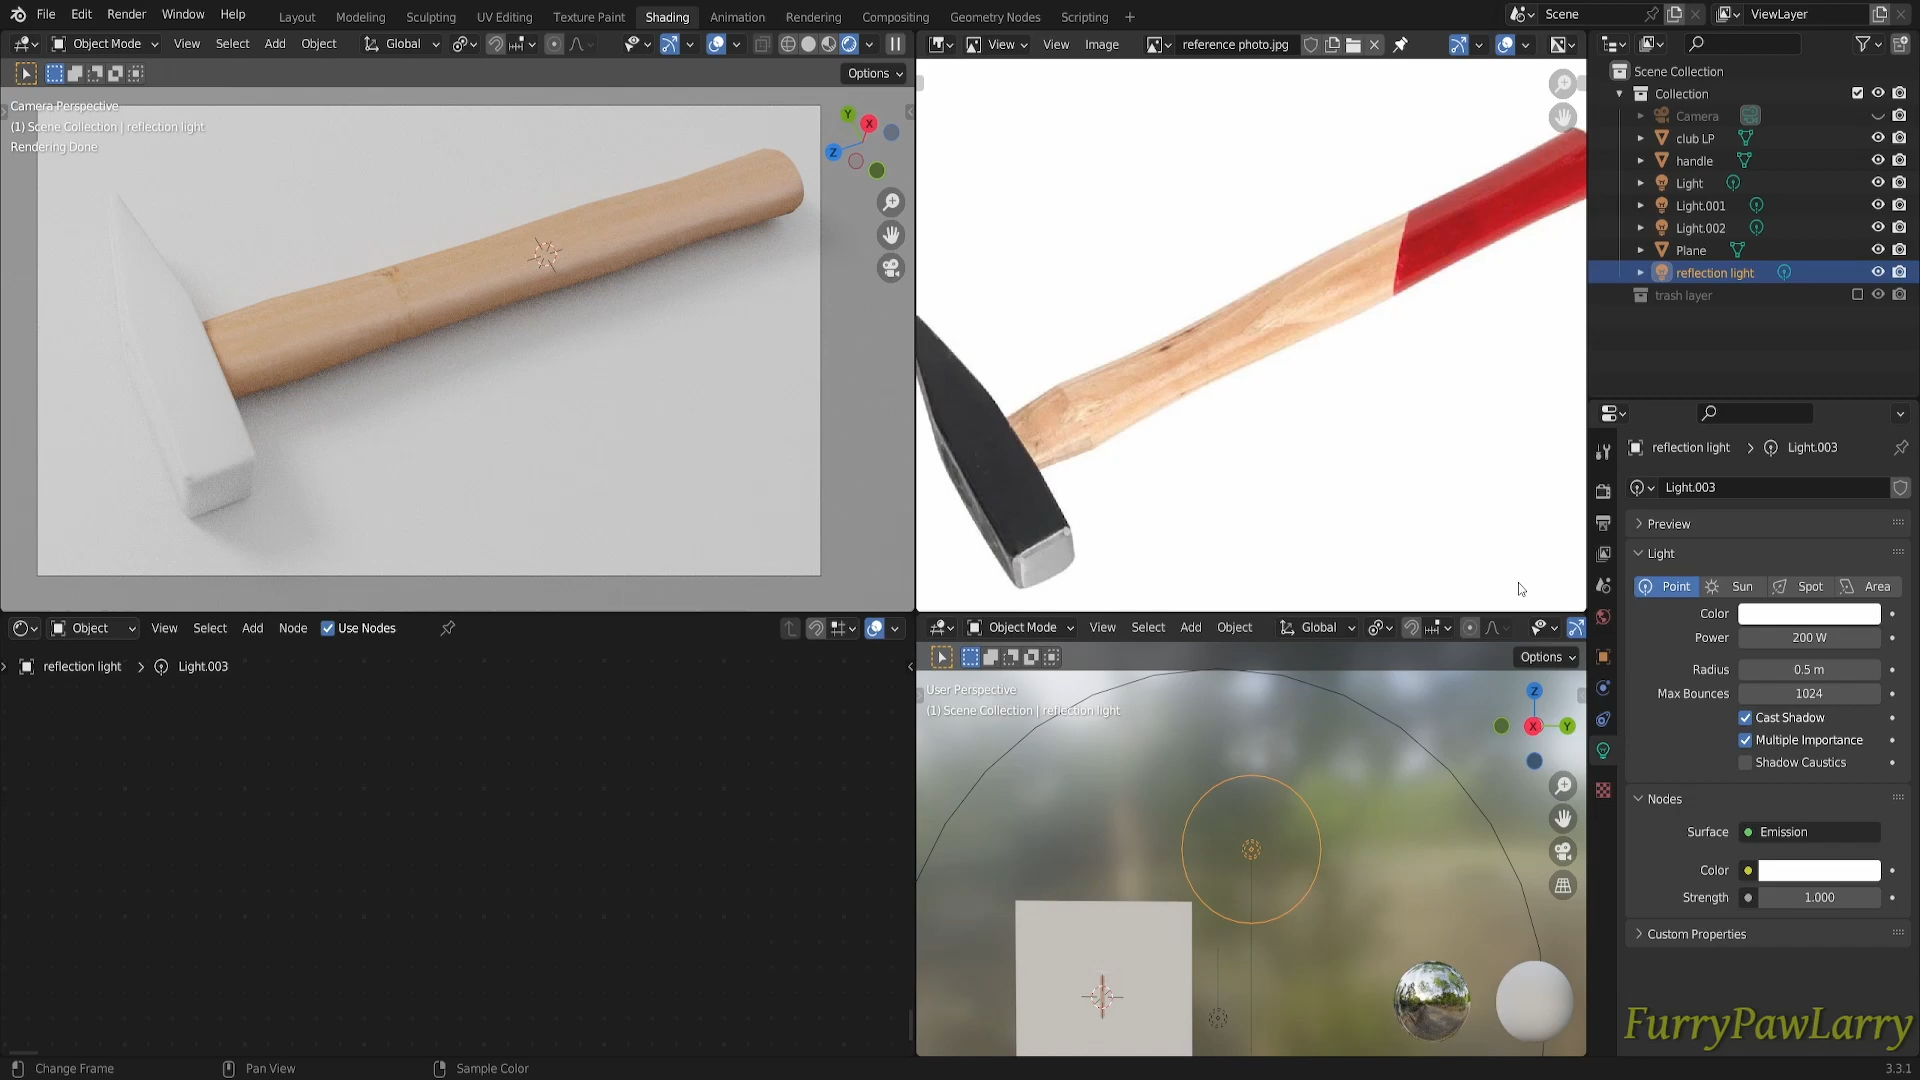 File Edit Render Window Help Layout Modeling Sculpting UV Editing Texture Paint Shading Animation Rendering Compositing Geometry Nodes Scripting + Scene ViewLayer
Object Mode View Select Add Object Global
Options
Camera Perspective
(1) Scene Collection | reflection light
Rendering Done
Y
X
Z
View View Image reference photo.jpg
Scene Collection
Collection
Camera
club LP
handle
Light
Light.001
Light.002
Plane
reflection light
trash layer
reflection light > Light.003
Light.003
Preview
Light
Point Sun Spot Area
Color
Power 200 W
Radius 0.5 m
Max Bounces 1024
Cast Shadow
Multiple Importance
Shadow Caustics
Nodes
Surface Emission
Color
Strength 1.000
Custom Properties
Object View Select Add Node Use Nodes
reflection light > Light.003
Object Mode View Select Add Object Global
Options
User Perspective
(1) Scene Collection | reflection light
Z
X
Y
FurryPawLarry
Change Frame Pan View Sample Color 3.3.1